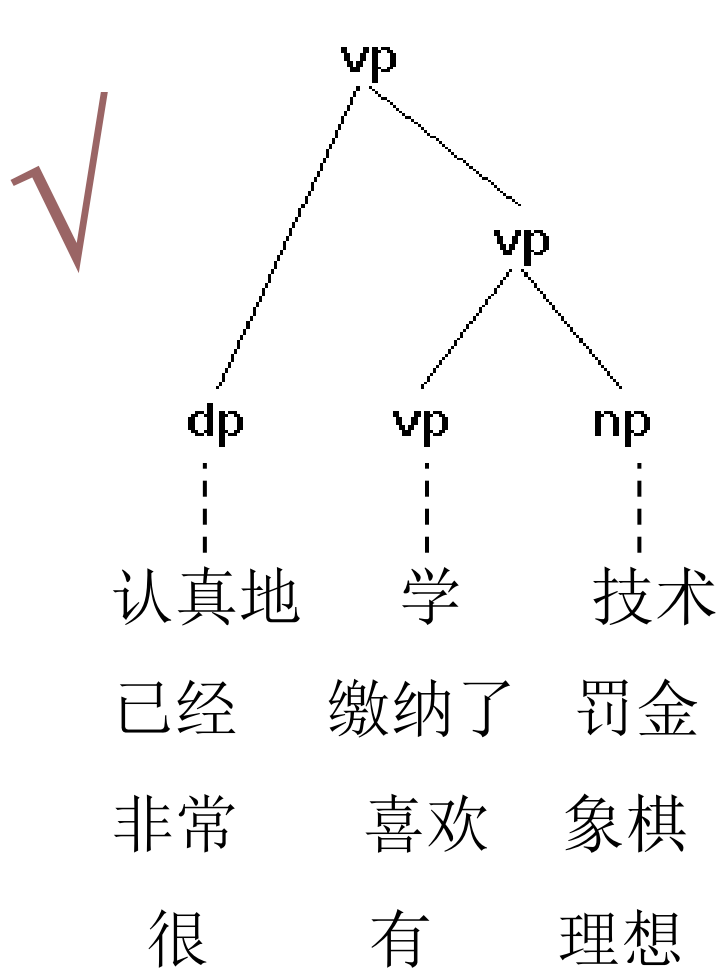 vp
vp
dp vp np
认真地 学 技术
已经 缴纳了 罚金
非常 喜欢 象棋
很 有 理想